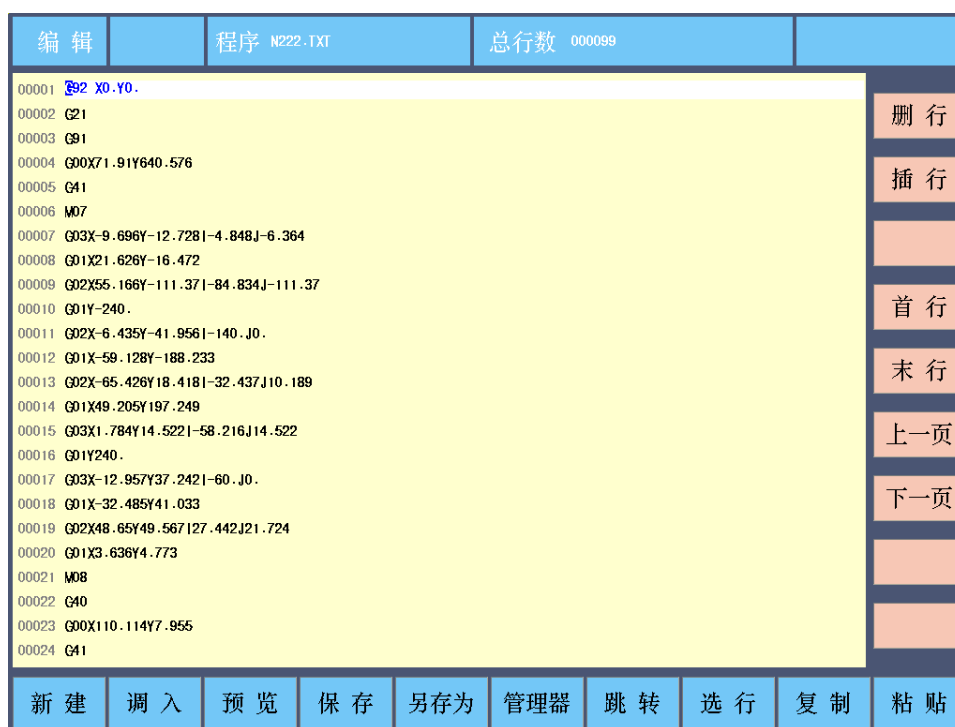 编 辑 程序 N222.TXT 总行数 000099
00001 G92 X0.Y0.
00002 G21
00003 G91
00004 G00X71.91Y640.576
00005 G41
00006 M07
00007 G03X-9.696Y-12.728I-4.848J-6.364
00008 G01X21.626Y-16.472
00009 G02X55.166Y-111.37I-84.834J-111.37
00010 G01Y-240.
00011 G02X-6.435Y-41.956I-140.J0.
00012 G01X-59.128Y-188.233
00013 G02X-65.426Y18.418I-32.437J10.189
00014 G01X49.205Y197.249
00015 G03X1.784Y14.522I-58.216J14.522
00016 G01Y240.
00017 G03X-12.957Y37.242I-60.J0.
00018 G01X-32.485Y41.033
00019 G02X48.65Y49.567I27.442J21.724
00020 G01X3.636Y4.773
00021 M08
00022 G40
00023 G00X110.114Y7.955
00024 G41
删 行
插 行
首 行
末 行
上一页
下一页
新 建 调 入 预 览 保 存 另存为 管理器 跳 转 选 行 复 制 粘 贴